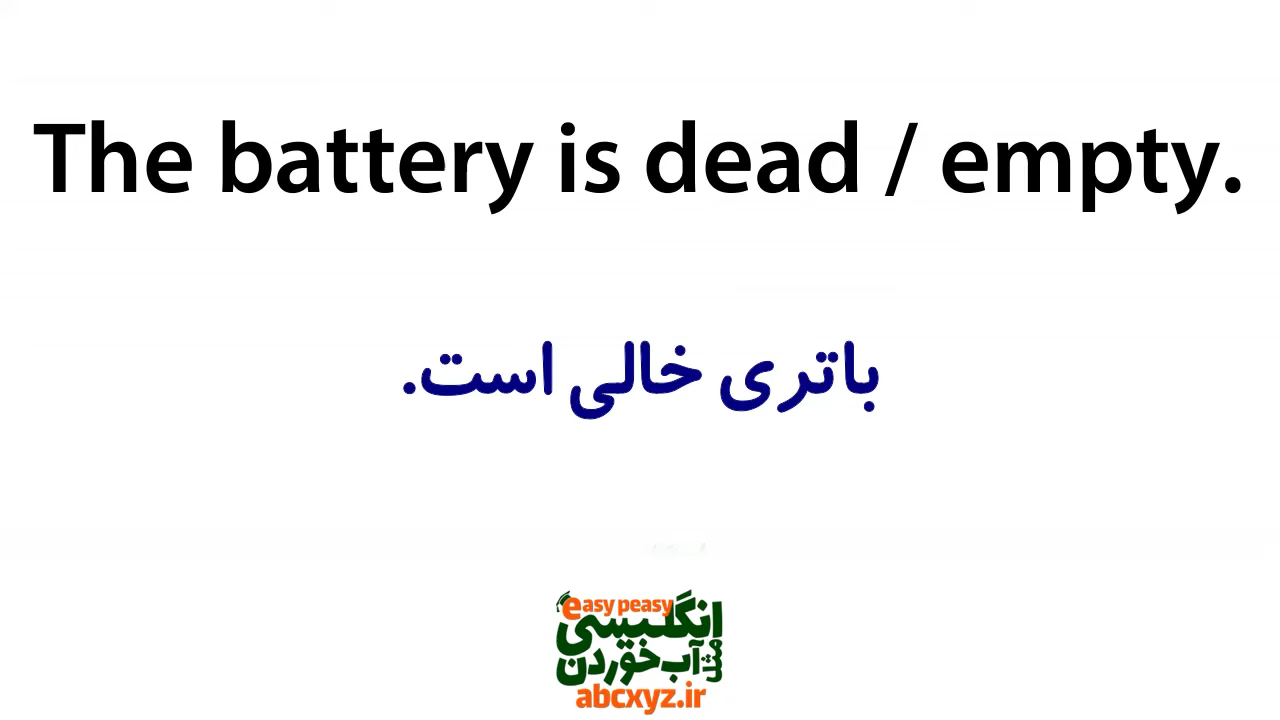 The battery is dead / empty.
باتری خالی است.
easy peasy
انگلیسی
مثل آب خوردن
abcxyz.ir